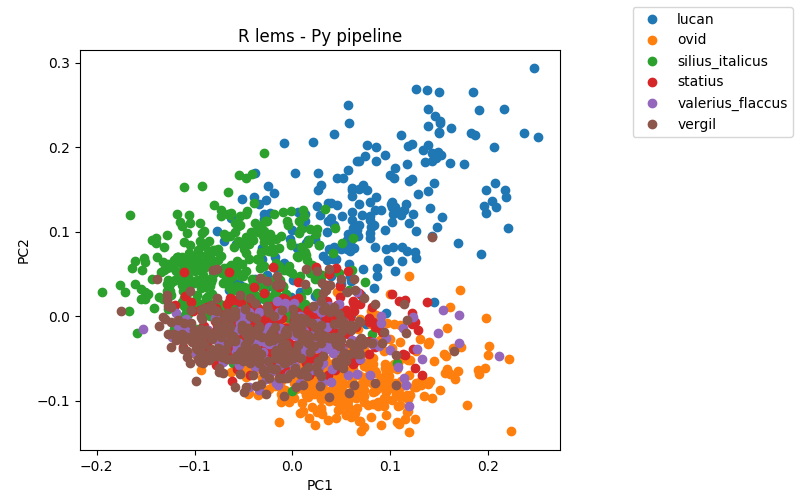 R lems - Py pipeline
lucan
ovid
silius_italicus
statius
valerius_flaccus
vergil
PC2
0.3
0.2
0.1
0.0
−0.1
−0.2 −0.1 0.0 0.1 0.2
PC1